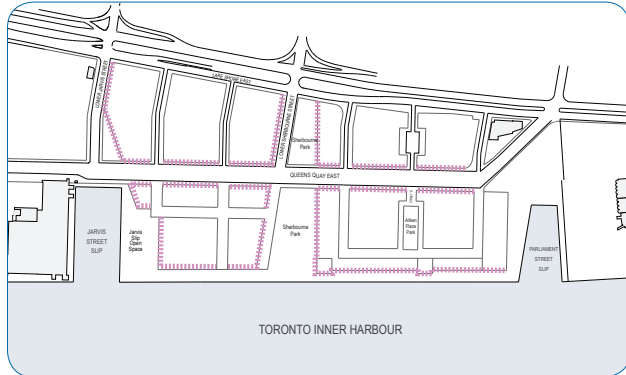 LAKE SHORE EAST
LOWER JARVIS STREET
LOWER SHERBOURNE STREET
Sherbourne
Park
QUEENS QUAY EAST
JARVIS
STREET
SLIP
Jarvis
Slip
Open
Space
Sherbourne
Park
Aitken
Place
Park
PARLIAMENT
STREET
SLIP
TORONTO INNER HARBOUR